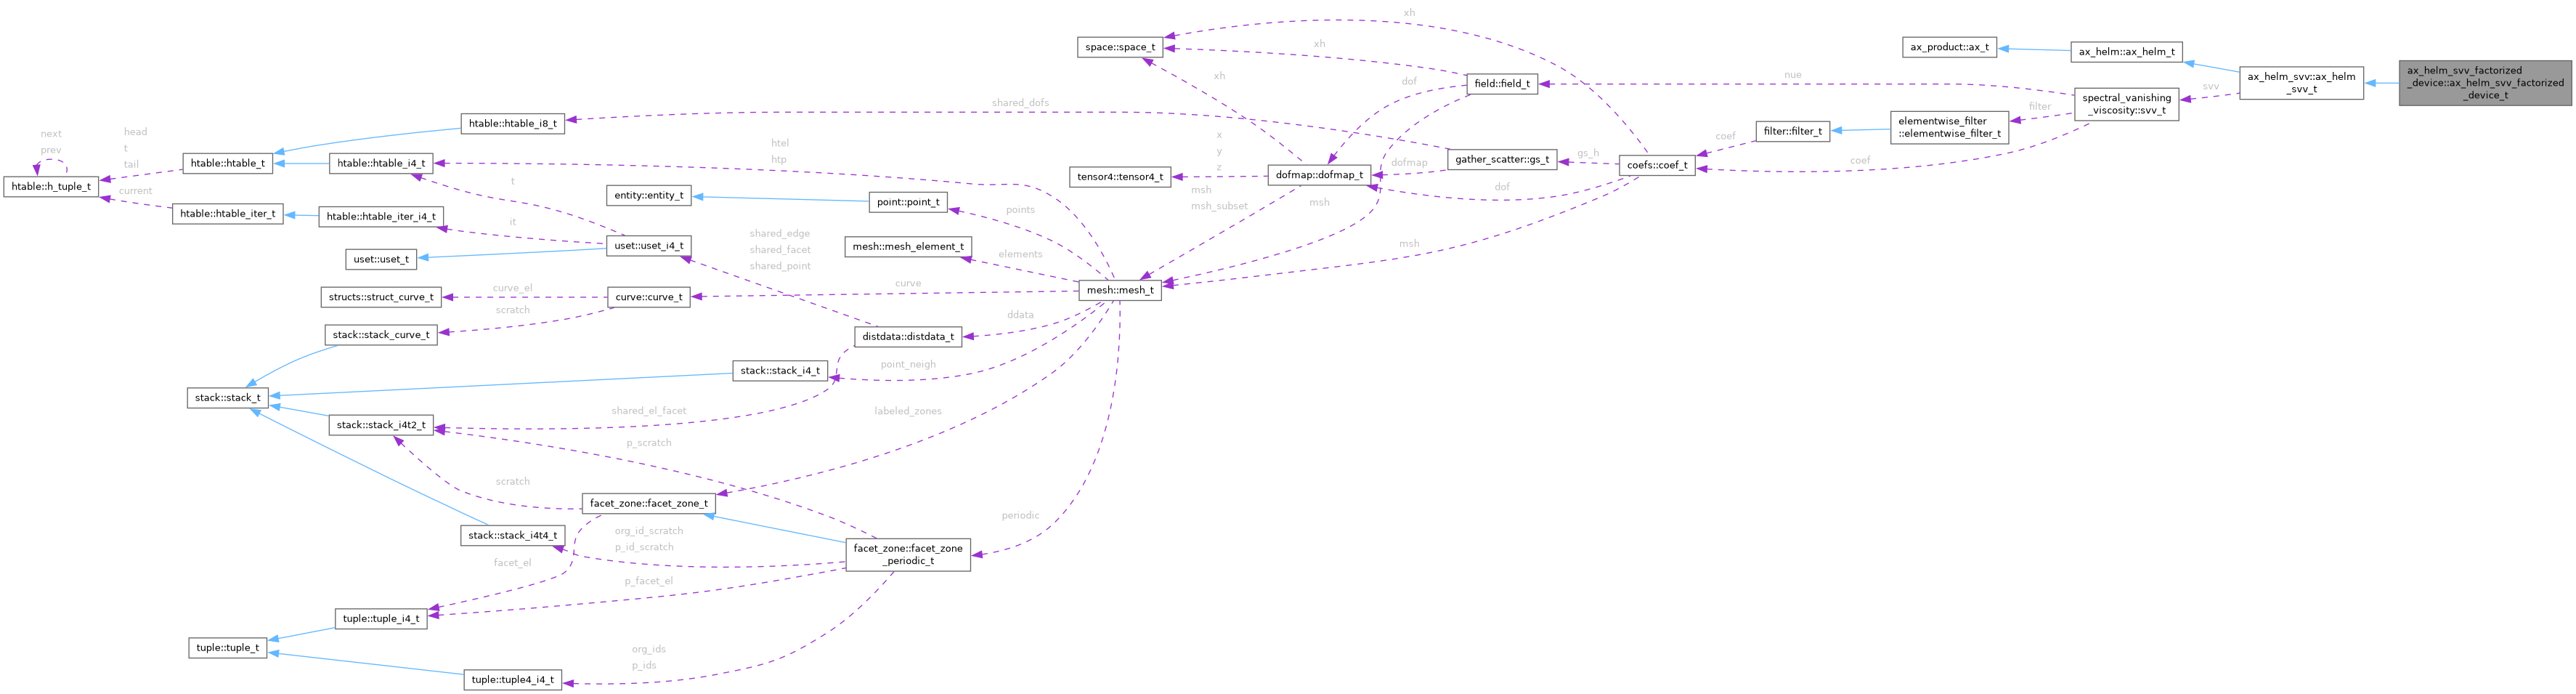 xh
space::space_t
ax_product::ax_t
xh
ax_helm::ax_helm_t
xh
dof
field::field_t
nue
ax_helm_svv::ax_helm
_svv_t
svv
ax_helm_svv_factorized
_device::ax_helm_svv_factorized
_device_t
shared_dofs
spectral_vanishing
_viscosity::svv_t
filter
next
prev
head
t
tail
htable::htable_i8_t
x
y
z
elementwise_filter
::elementwise_filter_t
filter::filter_t
coef
coef
htel
htp
htable::htable_t
htable::htable_i4_t
gather_scatter::gs_t
gs_h
coefs::coef_t
dofmap
tensor4::tensor4_t
dofmap::dofmap_t
htable::h_tuple_t
current
t
entity::entity_t
point::point_t
msh
msh_subset
dof
msh
htable::htable_iter_t
htable::htable_iter_i4_t
it
points
shared_edge
shared_facet
shared_point
mesh::mesh_element_t
elements
msh
uset::uset_t
uset::uset_i4_t
structs::struct_curve_t
curve_el
scratch
curve::curve_t
curve
mesh::mesh_t
stack::stack_curve_t
distdata::distdata_t
ddata
stack::stack_i4_t
point_neigh
stack::stack_t
stack::stack_i4t2_t
shared_el_facet
labeled_zones
p_scratch
scratch
facet_zone::facet_zone_t
periodic
stack::stack_i4t4_t
org_id_scratch
p_id_scratch
facet_zone::facet_zone
_periodic_t
facet_el
p_facet_el
tuple::tuple_i4_t
tuple::tuple_t
org_ids
p_ids
tuple::tuple4_i4_t